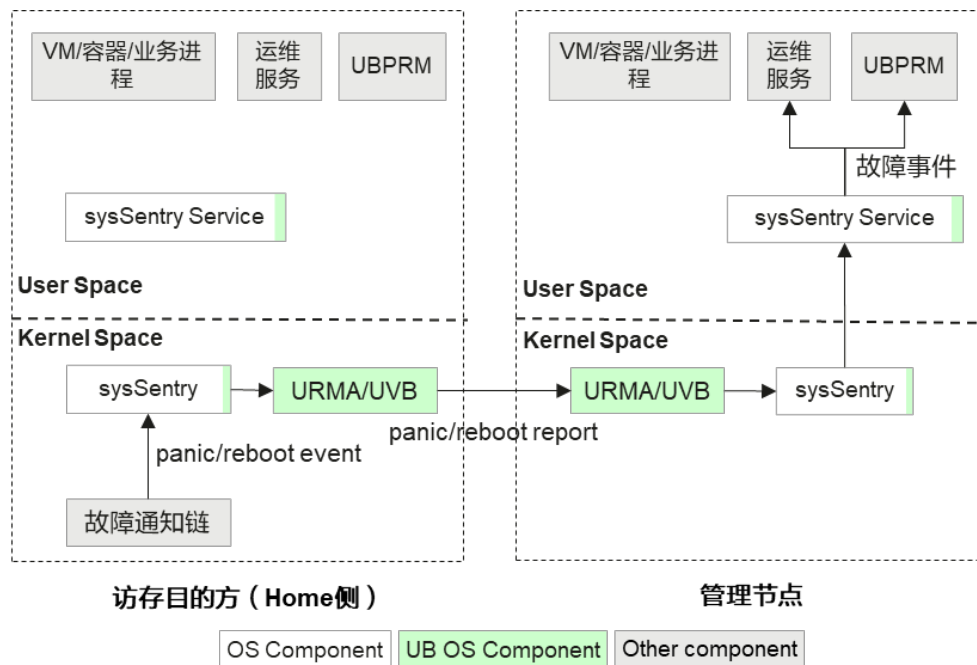 VM/容器/业务进
程
运维
服务
UBPRM
sysSentry Service
User Space
Kernel Space
sysSentry
URMA/UVB
panic/reboot event
故障通知链
访存目的方（Home侧）
panic/reboot report
VM/容器/业务进
程
运维
服务
UBPRM
故障事件
sysSentry Service
User Space
Kernel Space
URMA/UVB
sysSentry
管理节点
OS Component
UB OS Component
Other component